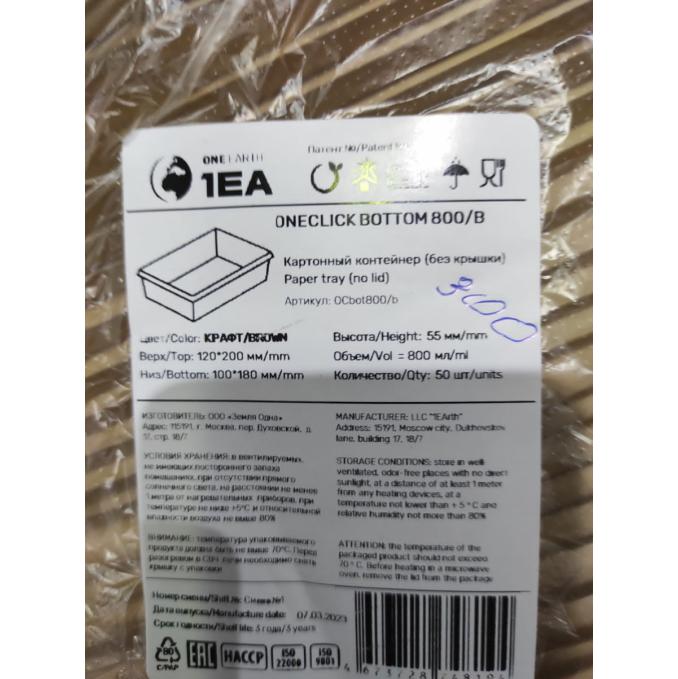 ONE EARTH
1EA
Патент №/Patent
ONECLICK BOTTOM 800/B
Картонный контейнер (без крышки)
Paper tray (no lid)
Артикул: OCbot800/b
300
Цвет/Color: КРАФТ/BROWN
Верх/Top: 120*200 мм/mm
Низ/Bottom: 100*180 мм/mm
Высота/Height: 55 мм/mm
Объем/Vol = 800 мл/ml
Количество/Qty: 50 шт/units
ИЗГОТОВИТЕЛЬ: ООО «Земля Одна»
Адрес: 115191, г. Москва, пер. Духовской, д.
17, стр. 18/7
УСЛОВИЯ ХРАНЕНИЯ: в вентилируемых,
не имеющих постороннего запаха
помещениях, при отсутствии прямого
солнечного света, на расстоянии не менее
1 метра от нагревательных приборов, при
температуре не ниже +5°C и относительной
влажности воздуха не выше 80%
ВНИМАНИЕ: температура упаковываемого
продукта должна быть не выше 70°C. Перед
разогревом в СВЧ печи необходимо снять
крышку с упаковки
MANUFACTURER: LLC "1EArth"
Address: 115191, Moscow city, Dukhovskov
lane, building 17, 18/7
STORAGE CONDITIONS: store in well-
ventilated, odor-free places with no direct
sunlight, at a distance of at least 1 meter
from any heating devices, at a
temperature not lower than + 5 °C and
relative humidity not more than 80%
ATTENTION: the temperature of the
packaged product should not exceed
70 °C. Before heating in a microwave
oven, remove the lid from the package
Номер смены/Shift №: Смена №1
Дата выпуска/Manufacture date: 07.03.2023
Срок годности/Shelf life: 3 года/3 years
80
C/PAP
EAC
HACCP
ISO
22000
ISO
9001